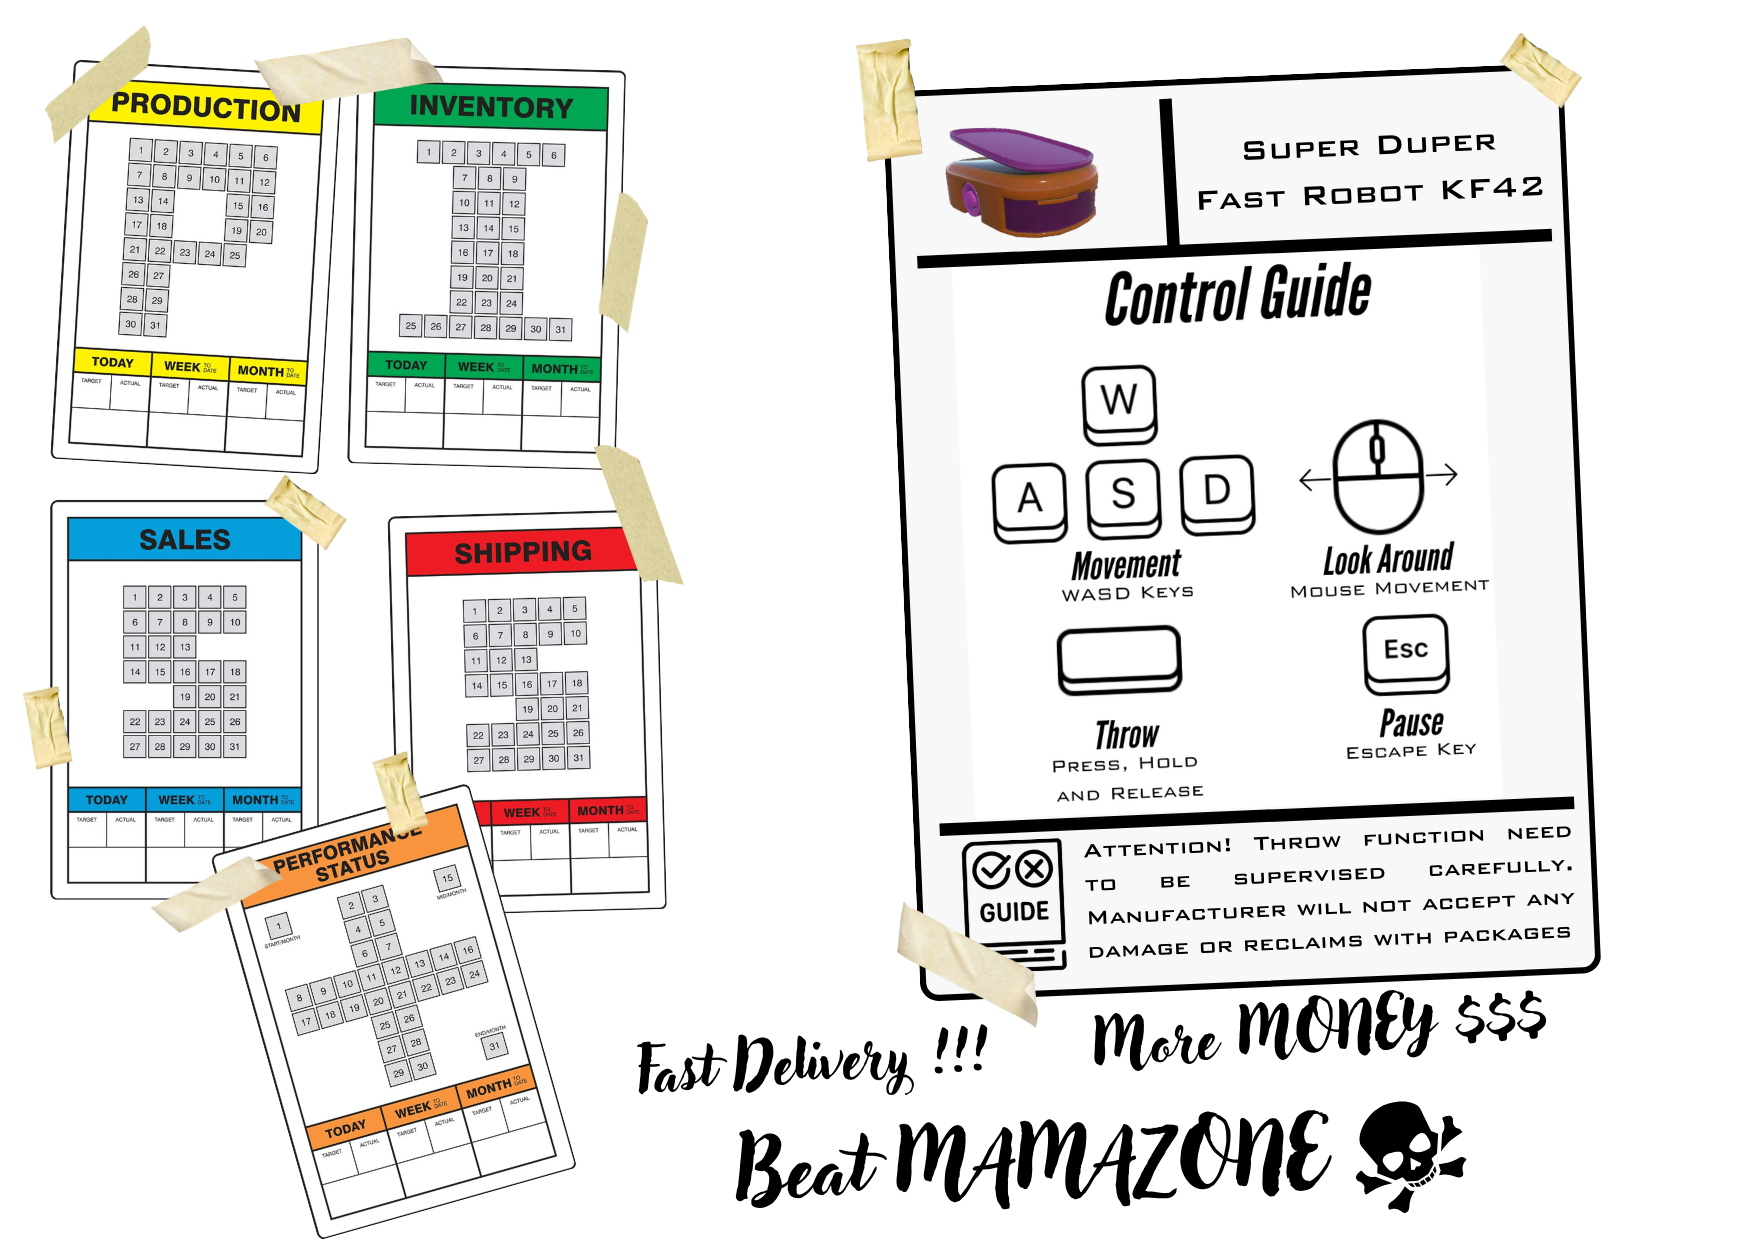 PRODUCTION
1 2 3 4 5 6
7 8 9 10 11 12
13 14 15 16
17 18 19 20
21 22 23 24 25
26 27
28 29
30 31
TODAY WEEK TO DATE MONTH TO DATE
TARGET ACTUAL TARGET ACTUAL TARGET ACTUAL
INVENTORY
1 2 3 4 5 6
7 8 9
10 11 12
13 14 15
16 17 18
19 20 21
22 23 24
25 26 27 28 29 30 31
TODAY WEEK TO DATE MONTH TO DATE
TARGET ACTUAL TARGET ACTUAL TARGET ACTUAL
SALES
1 2 3 4 5
6 7 8 9 10
11 12 13
14 15 16 17 18
19 20 21
22 23 24 25 26
27 28 29 30 31
TODAY WEEK TO DATE MONTH TO DATE
TARGET ACTUAL TARGET ACTUAL TARGET ACTUAL
SHIPPING
1 2 3 4 5
6 7 8 9 10
11 12 13
14 15 16 17 18
19 20 21
22 23 24 25 26
27 28 29 30 31
WEEK TO DATE MONTH TO DATE
TARGET ACTUAL TARGET ACTUAL
PERFORMANCE
STATUS
1
START/MONTH
15
MID/MONTH
2 3
4 5
6 7
8 9 10 11 12 13 14 16
17 18 19 20 21 22 23 24
25 26
27 28
29 30
END/MONTH
31
TODAY WEEK TO DATE MONTH TO DATE
TARGET ACTUAL TARGET ACTUAL TARGET ACTUAL
Super Duper
Fast Robot KF42
Control Guide
W
A S D
Movement
WASD Keys
Look Around
Mouse Movement
Throw
Press, Hold
and Release
Esc
Pause
Escape Key
GUIDE
Attention! Throw function need
to be supervised carefully.
Manufacturer will not accept any
damage or reclaims with packages
Fast Delivery !!!
More MONEY $$$
Beat MAMAZONE